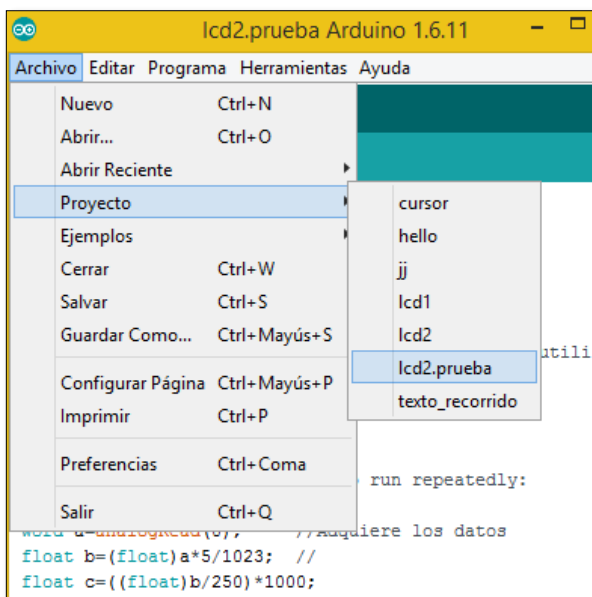 lcd2.prueba Arduino 1.6.11
Archivo Editar Programa Herramientas Ayuda
Nuevo Ctrl+N
Abrir... Ctrl+O
Abrir Reciente
Proyecto
Ejemplos
Cerrar Ctrl+W
Salvar Ctrl+S
Guardar Como... Ctrl+Mayús+S
Configurar Página Ctrl+Mayús+P
Imprimir Ctrl+P
Preferencias Ctrl+Coma
Salir Ctrl+Q
cursor
hello
jj
lcd1
lcd2
lcd2.prueba
texto_recorrido
utili
run repeatedly:
word a=analogRead(0); //Adquiere los datos
float b=(float)a*5/1023; //
float c=((float)b/250)*1000;